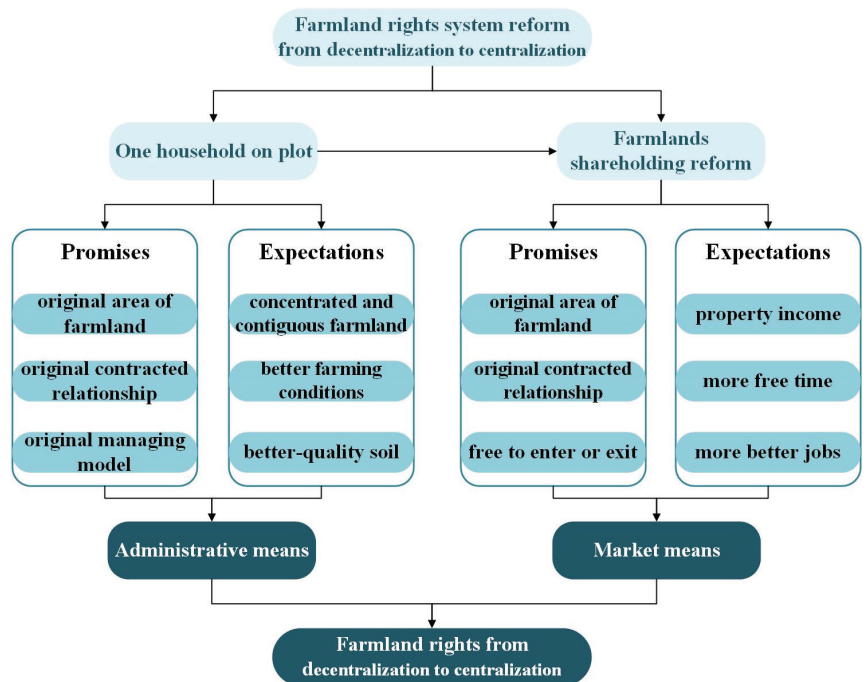 Farmland rights system reform
from decentralization to centralization
One household on plot
Farmlands
shareholding reform
Promises
original area of
farmland
original contracted
relationship
original managing
model
Expectations
concentrated and
contiguous farmland
better farming
conditions
better-quality soil
Promises
original area of
farmland
original contracted
relationship
free to enter or exit
Expectations
property income
more free time
more better jobs
Administrative means
Market means
Farmland rights from
decentralization to centralization